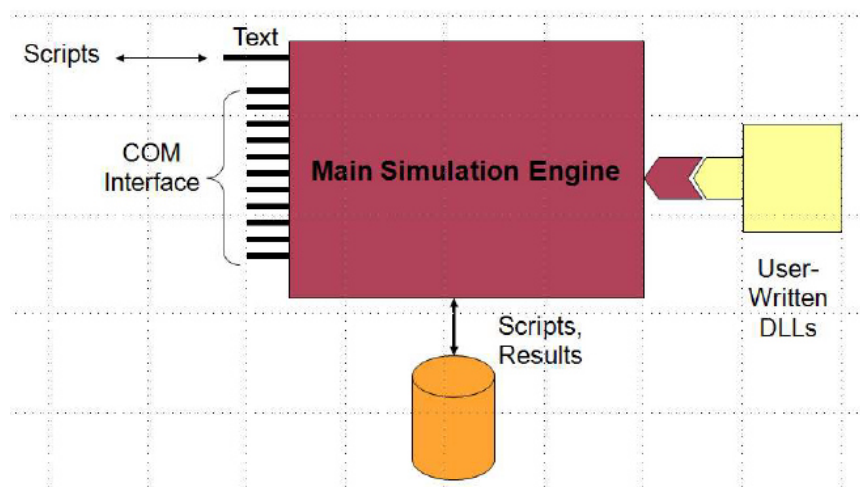 Text
Scripts
COM
Interface
Main Simulation Engine
User-
Written
DLLs
Scripts,
Results